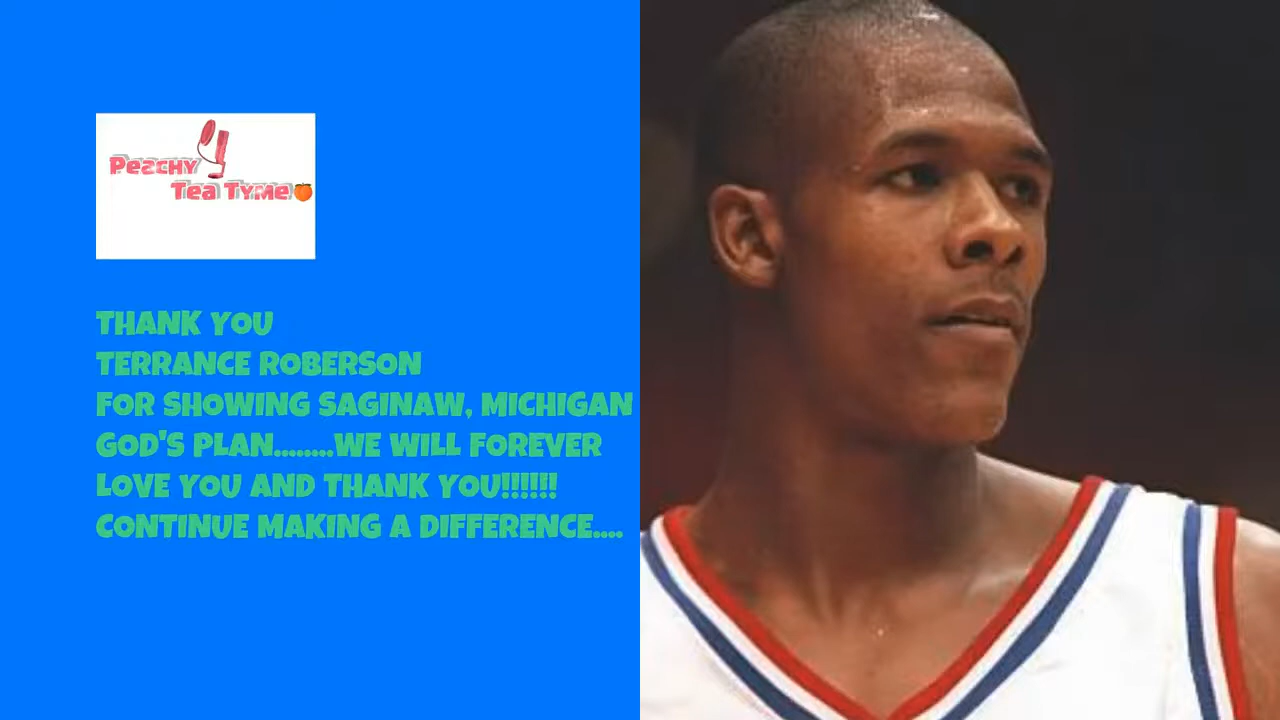 Peachy
Tea Tyme
THANK YOU
TERRANCE ROBERSON
FOR SHOWING SAGINAW, MICHIGAN
GOD'S PLAN........WE WILL FOREVER
LOVE YOU AND THANK YOU!!!!!!
CONTINUE MAKING A DIFFERENCE....